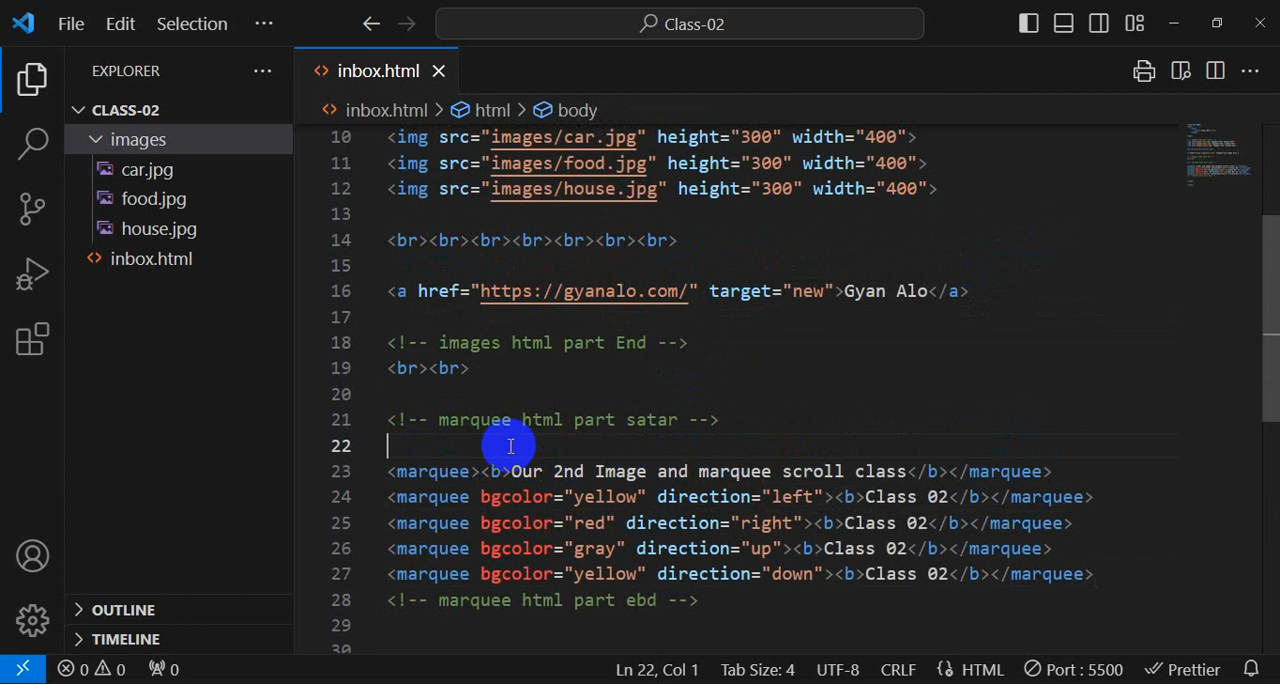 File Edit Selection ··· Class-02
EXPLORER ···
CLASS-02
images
car.jpg
food.jpg
house.jpg
inbox.html
OUTLINE
TIMELINE
inbox.html
inbox.html > html > body
10 <img src="images/car.jpg" height="300" width="400">
11 <img src="images/food.jpg" height="300" width="400">
12 <img src="images/house.jpg" height="300" width="400">
13
14 <br><br><br><br><br><br><br>
15
16 <a href="https://gyanalo.com/" target="new">Gyan Alo</a>
17
18 <!-- images html part End -->
19 <br><br>
20
21 <!-- marquee html part satar -->
22
23 <marquee><b>Our 2nd Image and marquee scroll class</b></marquee>
24 <marquee bgcolor="yellow" direction="left"><b>Class 02</b></marquee>
25 <marquee bgcolor="red" direction="right"><b>Class 02</b></marquee>
26 <marquee bgcolor="gray" direction="up"><b>Class 02</b></marquee>
27 <marquee bgcolor="yellow" direction="down"><b>Class 02</b></marquee>
28 <!-- marquee html part ebd -->
29
30
0 0 0 Ln 22, Col 1 Tab Size: 4 UTF-8 CRLF HTML Port : 5500 Prettier